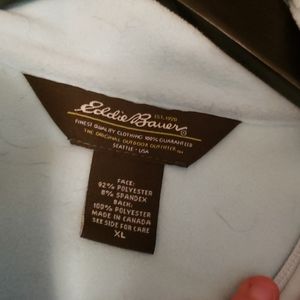 Eddie Bauer
EST. 1920
FINEST QUALITY CLOTHING 100% GUARANTEED
THE ORIGINAL OUTDOOR OUTFITTER
SEATTLE · USA
FACE:
92% POLYESTER
8% SPANDEX
BACK:
100% POLYESTER
MADE IN CANADA
SEE SIDE FOR CARE
XL